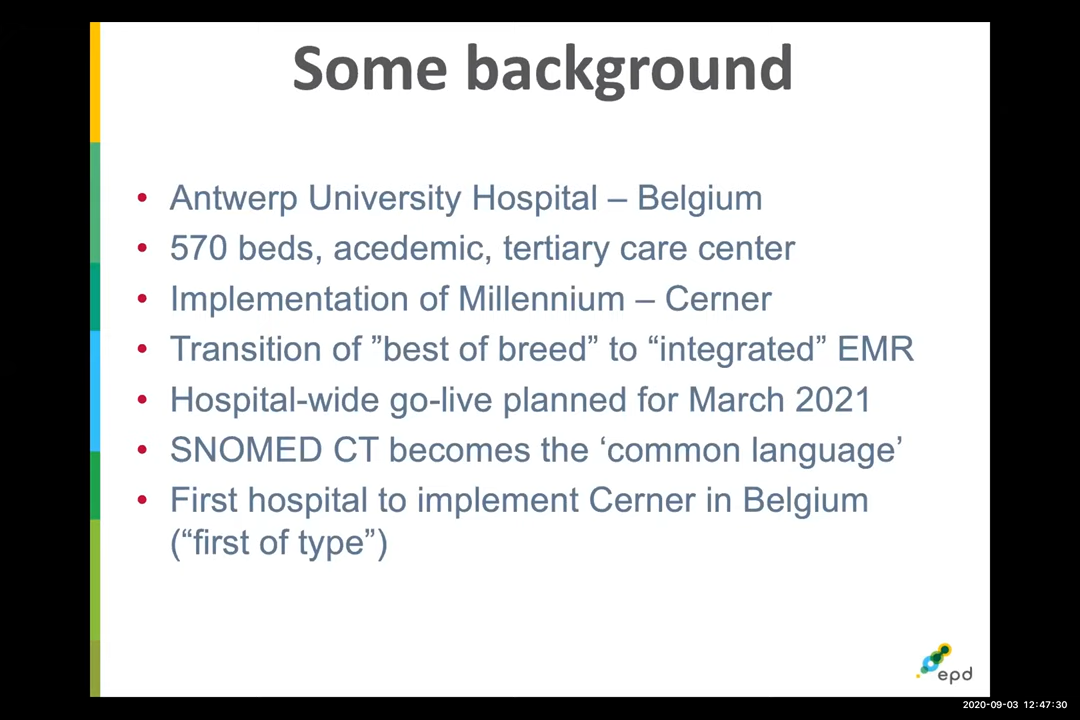 Some background
• Antwerp University Hospital – Belgium
• 570 beds, acedemic, tertiary care center
• Implementation of Millennium – Cerner
• Transition of ”best of breed” to “integrated” EMR
• Hospital-wide go-live planned for March 2021
• SNOMED CT becomes the ‘common language’
• First hospital to implement Cerner in Belgium
(“first of type”)
epd
2020-09-03 12:47:30